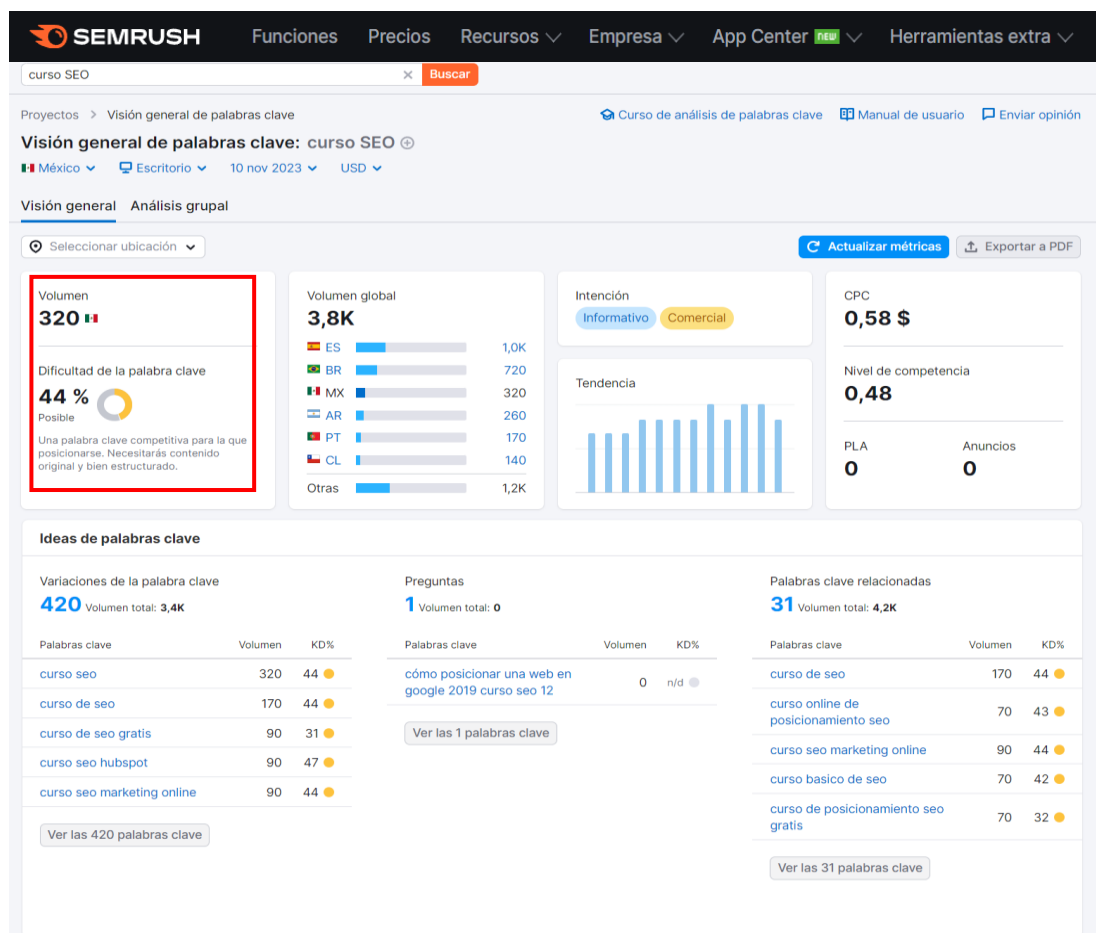 SEMRUSH Funciones Precios Recursos Empresa App Center NEW Herramientas extra
curso SEO × Buscar
Proyectos > Visión general de palabras clave Curso de análisis de palabras clave Manual de usuario Enviar opinión
Visión general de palabras clave: curso SEO
México Escritorio 10 nov 2023 USD
Visión general Análisis grupal
Seleccionar ubicación Actualizar métricas Exportar a PDF
Volumen
320
Dificultad de la palabra clave
44 %
Posible
Una palabra clave competitiva para la que
posicionarse. Necesitarás contenido
original y bien estructurado.
Volumen global
3,8K
ES 1,0K
BR 720
MX 320
AR 260
PT 170
CL 140
Otras 1,2K
Intención
Informativo Comercial
Tendencia
CPC
0,58 $
Nivel de competencia
0,48
PLA Anuncios
0 0
Ideas de palabras clave
Variaciones de la palabra clave
420 Volumen total: 3,4K
Palabras clave Volumen KD%
curso seo 320 44
curso de seo 170 44
curso de seo gratis 90 31
curso seo hubspot 90 47
curso seo marketing online 90 44
Ver las 420 palabras clave
Preguntas
1 Volumen total: 0
Palabras clave Volumen KD%
cómo posicionar una web en
google 2019 curso seo 12 0 n/d
Ver las 1 palabras clave
Palabras clave relacionadas
31 Volumen total: 4,2K
Palabras clave Volumen KD%
curso de seo 170 44
curso online de
posicionamiento seo 70 43
curso seo marketing online 90 44
curso basico de seo 70 42
curso de posicionamiento seo
gratis 70 32
Ver las 31 palabras clave